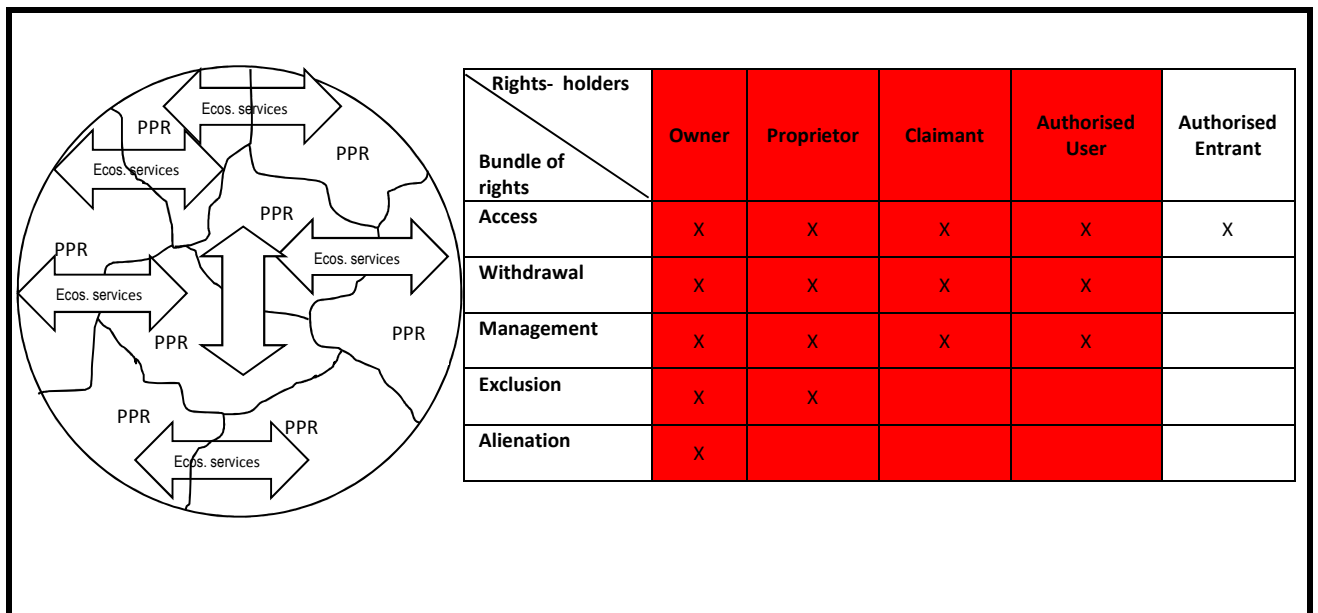 Ecos. services
PPR
PPR
Ecos. services
PPR
PPR
Ecos. services
Ecos. services
PPR
PPR
PPR
PPR
Ecos. services
Rights- holders
Bundle of
rights
Owner
Proprietor
Claimant
Authorised
User
Authorised
Entrant
Access
X X X X X
Withdrawal
X X X X
Management
X X X X
Exclusion
X X
Alienation
X